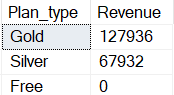 Plan_type Revenue
Gold 127936
Silver 67932
Free 0